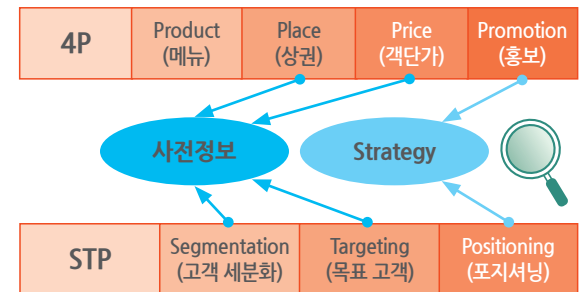 4P
Product
(메뉴)
Place
(상권)
Price
(객단가)
Promotion
(홍보)
사전정보
Strategy
STP
Segmentation
(고객 세분화)
Targeting
(목표 고객)
Positioning
(포지셔닝)